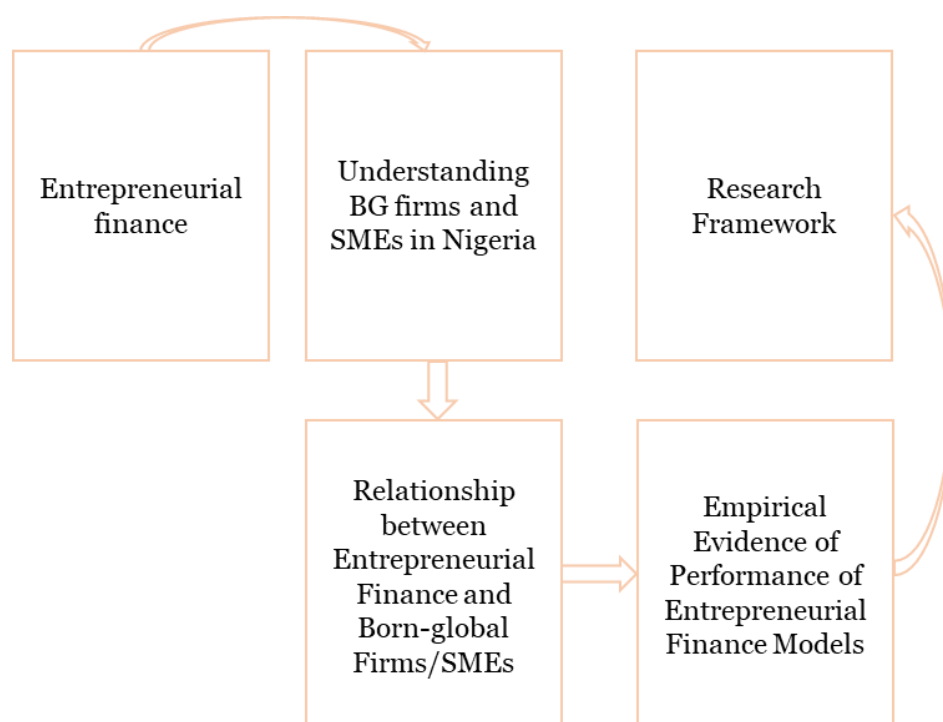 Entrepreneurial
finance
Understanding
BG firms and
SMEs in Nigeria
Relationship
between
Entrepreneurial
Finance and
Born-global
Firms/SMEs
Empirical
Evidence of
Performance of
Entrepreneurial
Finance Models
Research
Framework